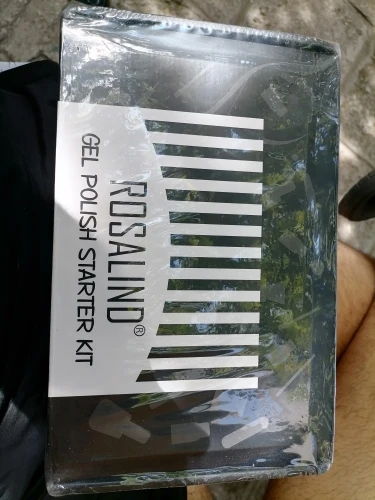 ROSALIND®
GEL POLISH STARTER KIT